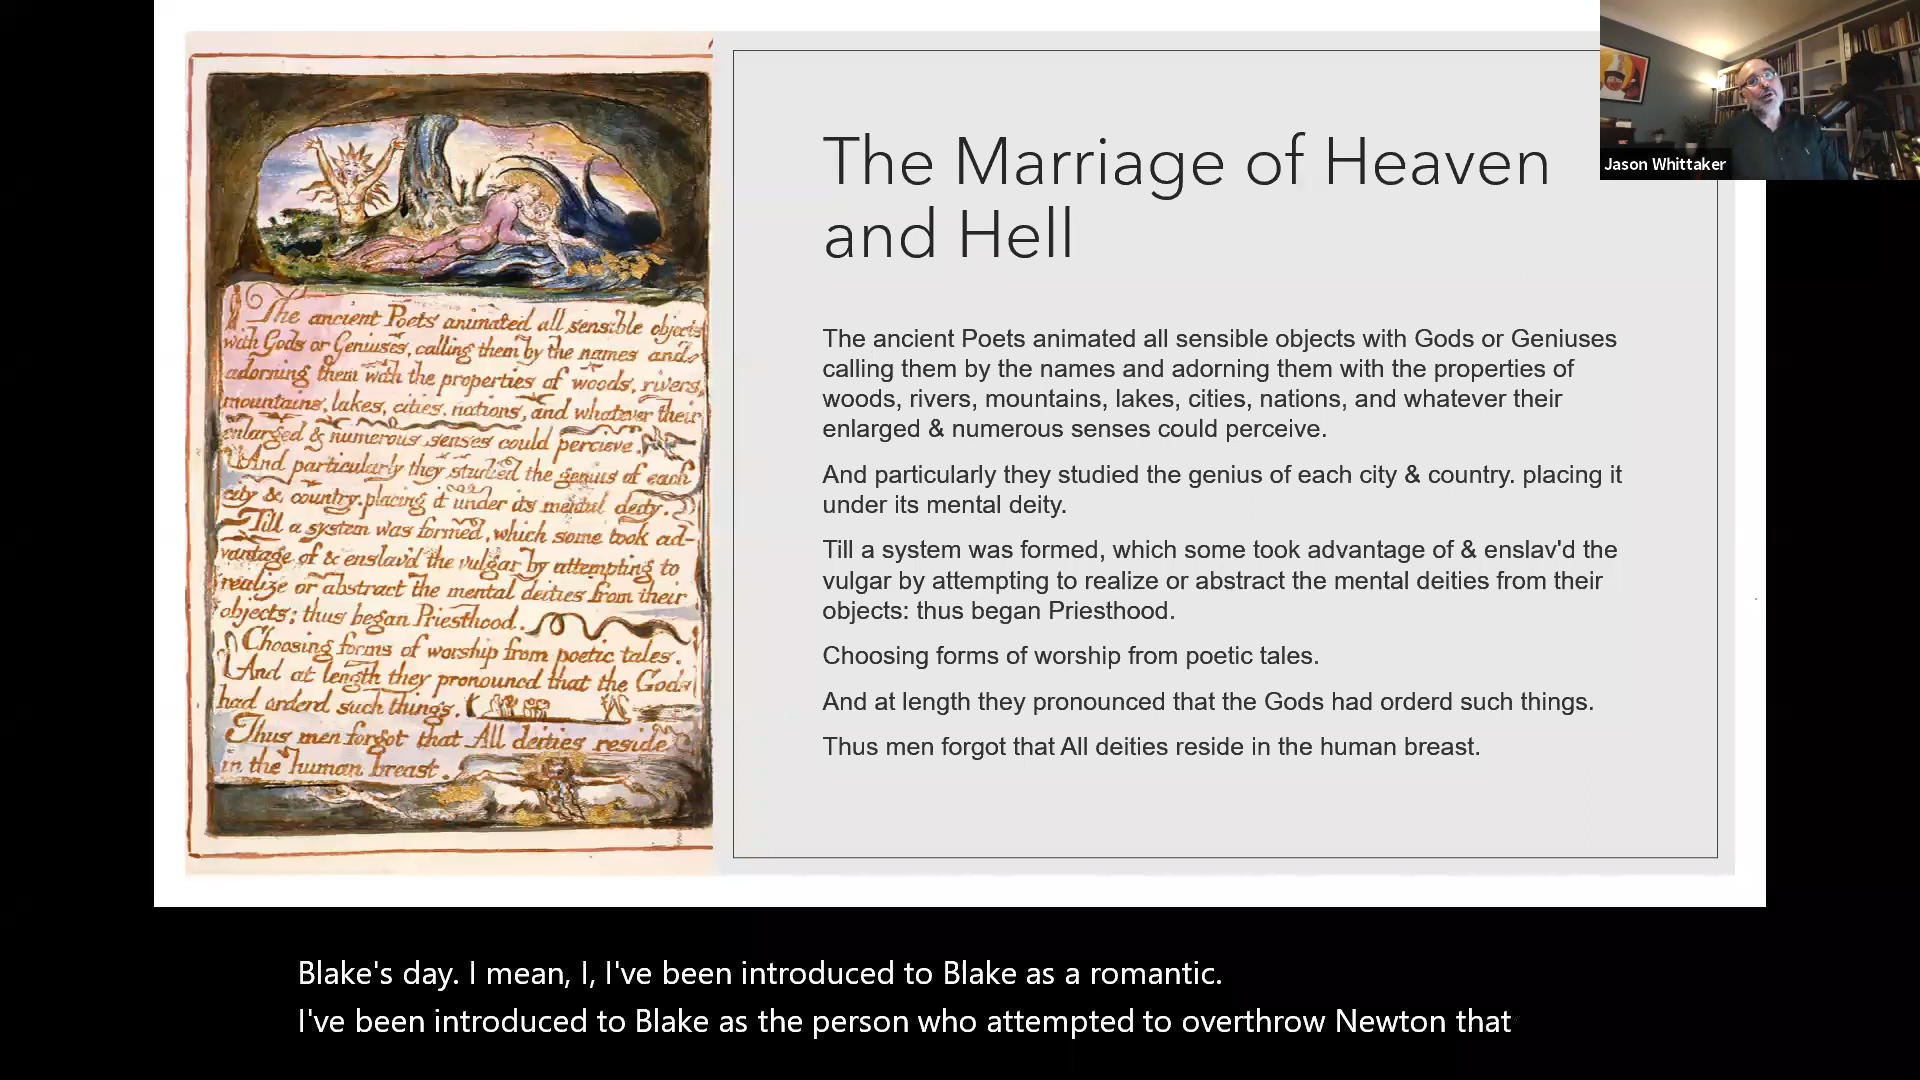 The ancient Poets animated all sensible objects
with Gods or Geniuses, calling them by the names and
adorning them with the properties of woods, rivers,
mountains, lakes, cities, nations, and whatever their
enlarged & numerous senses could percieve.
And particularly they studied the genius of each
city & country. placing it under its mental deity.
Till a system was formed, which some took ad-
vantage of & enslav'd the vulgar by attempting to
realize or abstract the mental deities from their
objects; thus began Priesthood.
Choosing forms of worship from poetic tales.
And at length they pronounced that the Gods
had orderd such things.
Thus men forgot that All deities reside
in the human breast.
The Marriage of Heaven
and Hell
The ancient Poets animated all sensible objects with Gods or Geniuses
calling them by the names and adorning them with the properties of
woods, rivers, mountains, lakes, cities, nations, and whatever their
enlarged & numerous senses could perceive.
And particularly they studied the genius of each city & country. placing it
under its mental deity.
Till a system was formed, which some took advantage of & enslav'd the
vulgar by attempting to realize or abstract the mental deities from their
objects: thus began Priesthood.
Choosing forms of worship from poetic tales.
And at length they pronounced that the Gods had orderd such things.
Thus men forgot that All deities reside in the human breast.
Jason Whittaker
Blake's day. I mean, I, I've been introduced to Blake as a romantic.
I've been introduced to Blake as the person who attempted to overthrow Newton that